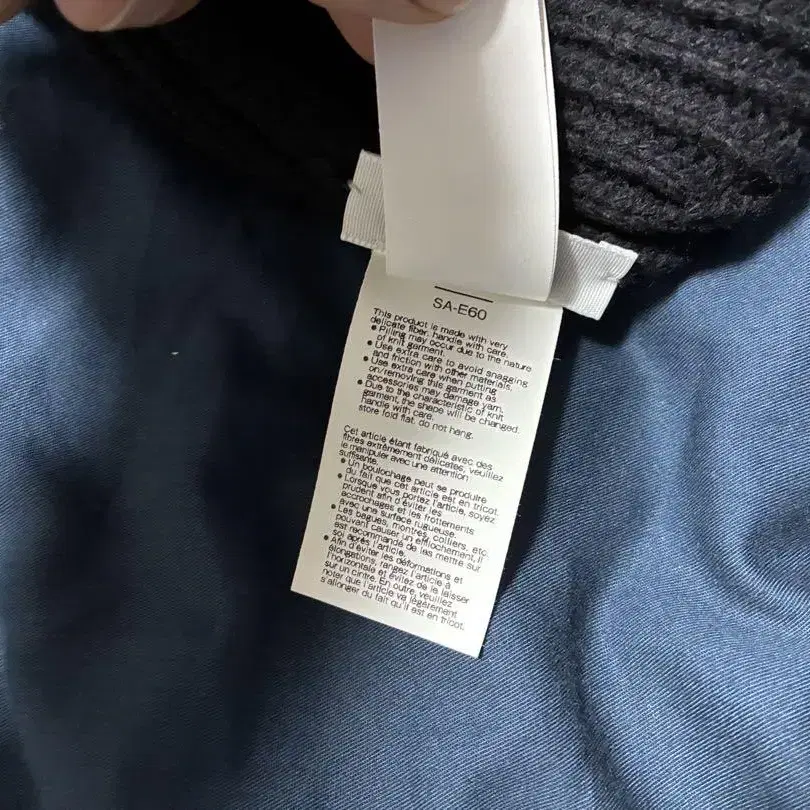 SA-E60
This product is made with very
delicate fiber. handle with care.
● Pilling may occur due to the nature
of knit garment.
● Use extra care to avoid snagging
and friction with other materials.
● Use extra care when putting
on/removing this garment as
accessories may damage yarn.
● Due to the characteristic of knit
garment, the shape will be changed.
handle with care.
store fold flat. do not hang.
Cet article étant fabriqué avec des
fibres extrêmement délicates, veuillez
le manipuler avec une attention
suffisante.
● Un boulochage peut se produire
du fait que cet article est en tricot.
● Lorsque vous portez l'article, soyez
prudent afin d'éviter les
accrochages et les frottements
avec une surface rugueuse.
● Les bagues, montres, colliers, etc.
pouvant causer un effilochement, il
est recommandé de les mettre sur
soi après l'article.
● Afin d'éviter les déformations et
élongations, rangez l'article à
l'horizontale et évitez de le laisser
sur un cintre. En outre, veuillez
noter que l'article va légèrement
s'allonger du fait qu'il est en tricot.